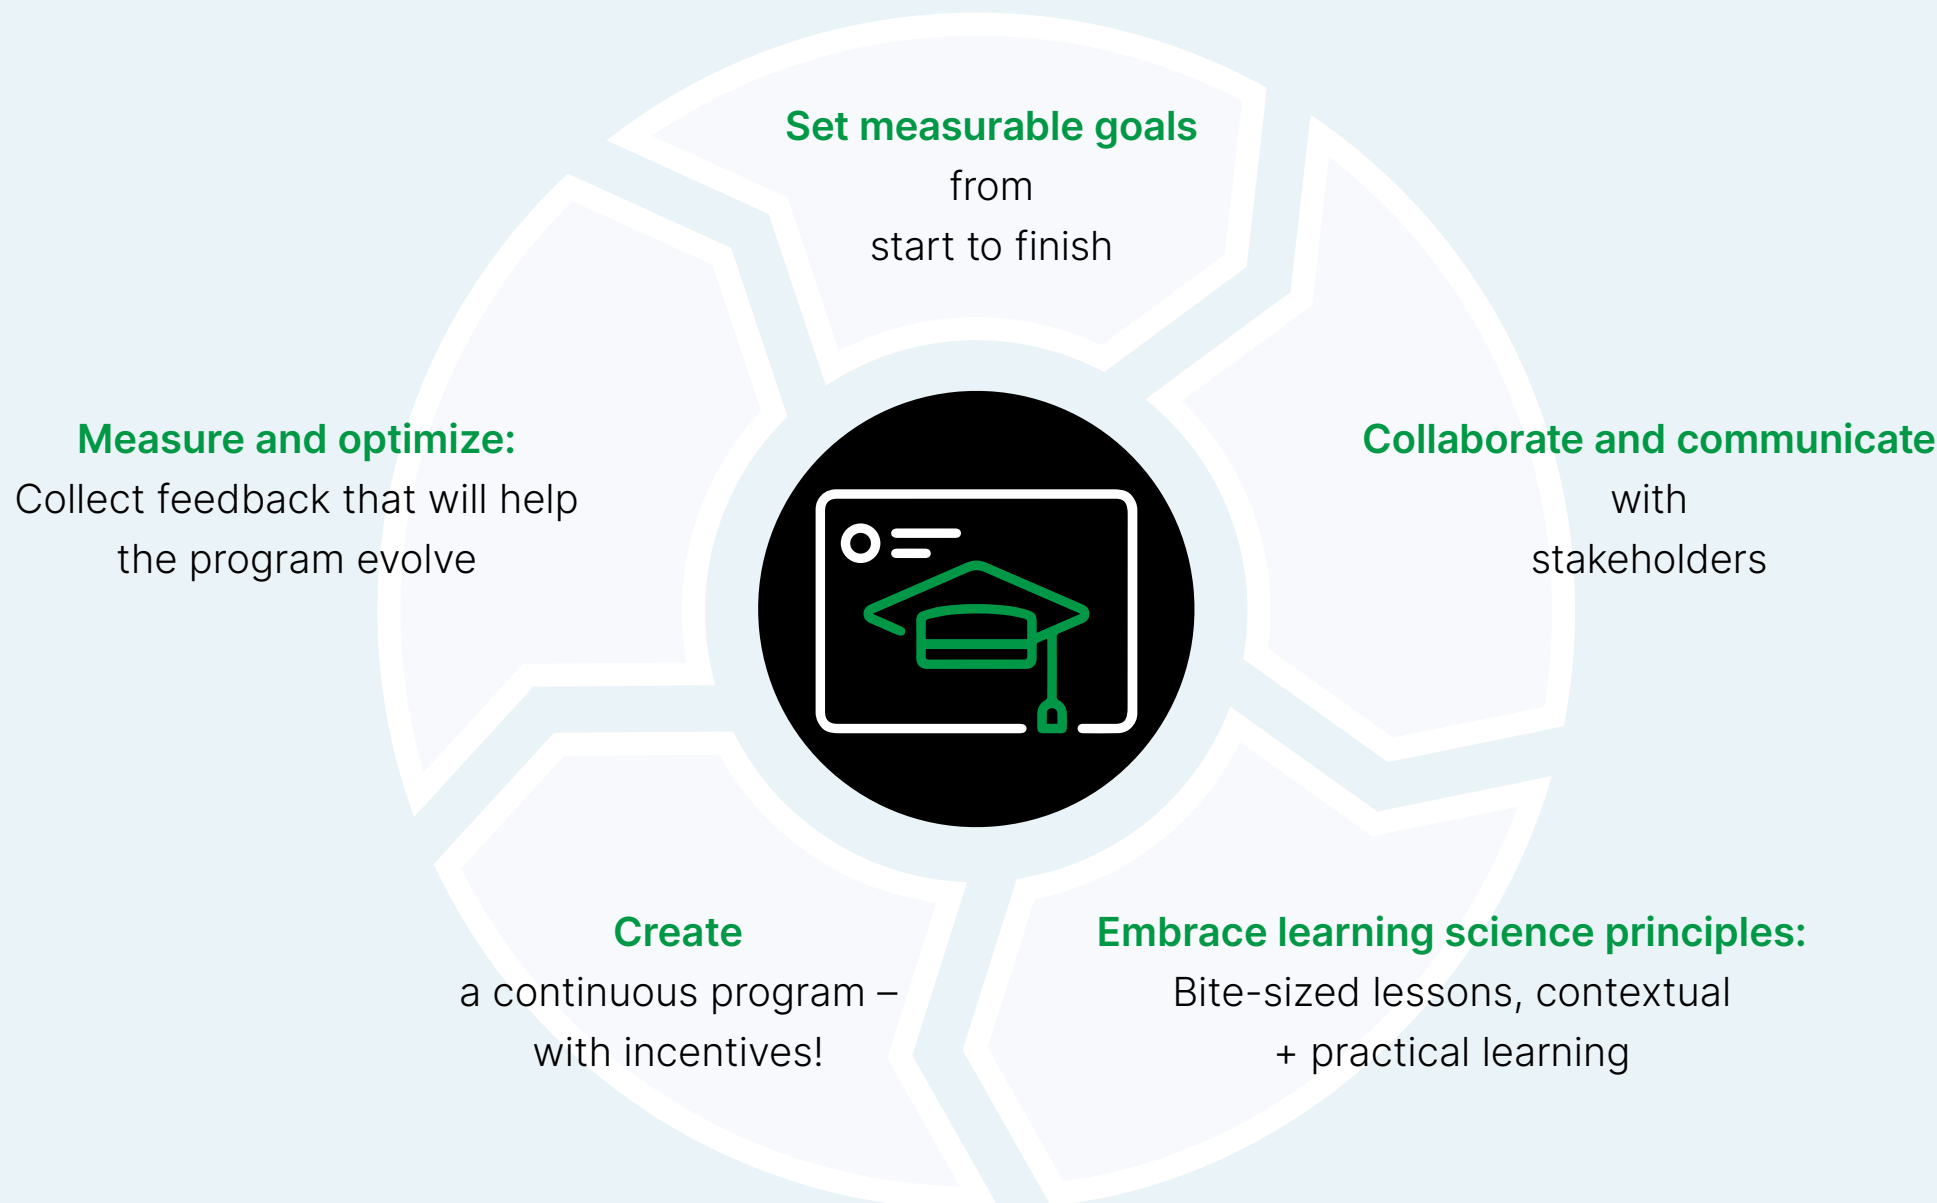 Set measurable goals
from
start to finish
Collaborate and communicate
with
stakeholders
Embrace learning science principles:
Bite-sized lessons, contextual
+ practical learning
Create
a continuous program –
with incentives!
Measure and optimize:
Collect feedback that will help
the program evolve